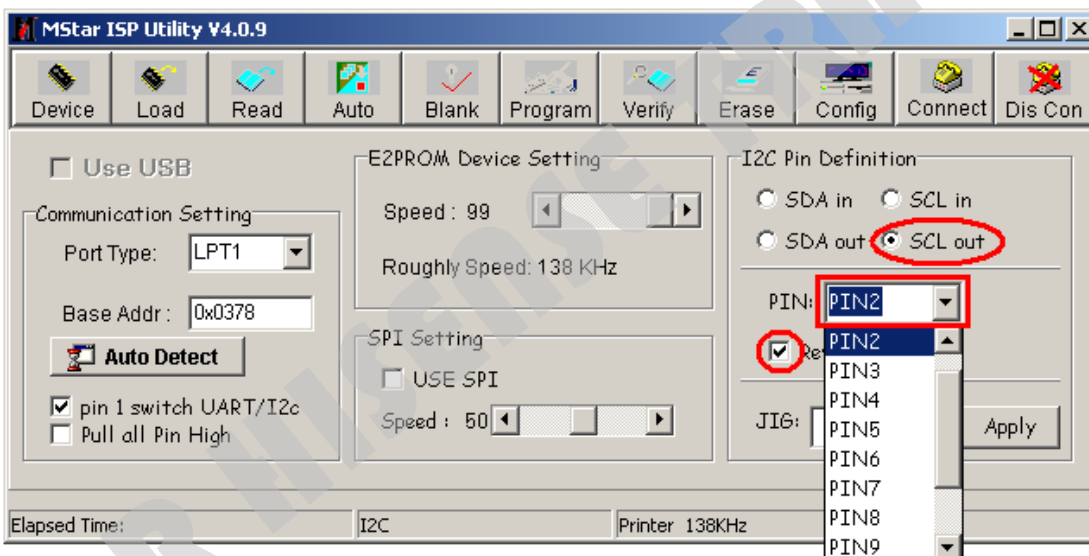 MStar ISP Utility V4.0.9
Device Load Read Auto Blank Program Verify Erase Config Connect Dis Con
Use USB
Communication Setting
Port Type: LPT1
Base Addr : 0x0378
Auto Detect
pin 1 switch UART/I2c
Pull all Pin High
E2PROM Device Setting
Speed : 99
Roughly Speed: 138 KHz
SPI Setting
USE SPI
Speed : 50
I2C Pin Definition
SDA in SCL in
SDA out SCL out
PIN: PIN2
PIN2
PIN3
PIN4
PIN5
PIN6
PIN7
PIN8
PIN9
JIG: Apply
Elapsed Time: I2C Printer 138KHz
R HISENSE TR